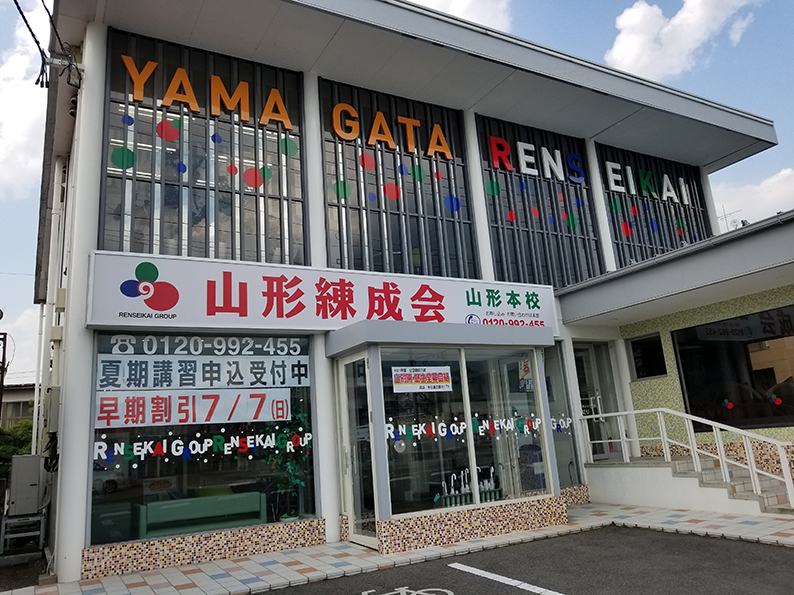 YAMA GATA RENSEIKAI
山形練成会 山形本校
RENSEIKAI GROUP
0120-992-455
☎0120-992-455
夏期講習申込受付中
早期割引7/7(日)
RENSEIKAI GROUP RENSEIKAI GROUP
RENSEIKAI GROUP RENSEIKAI GROUP